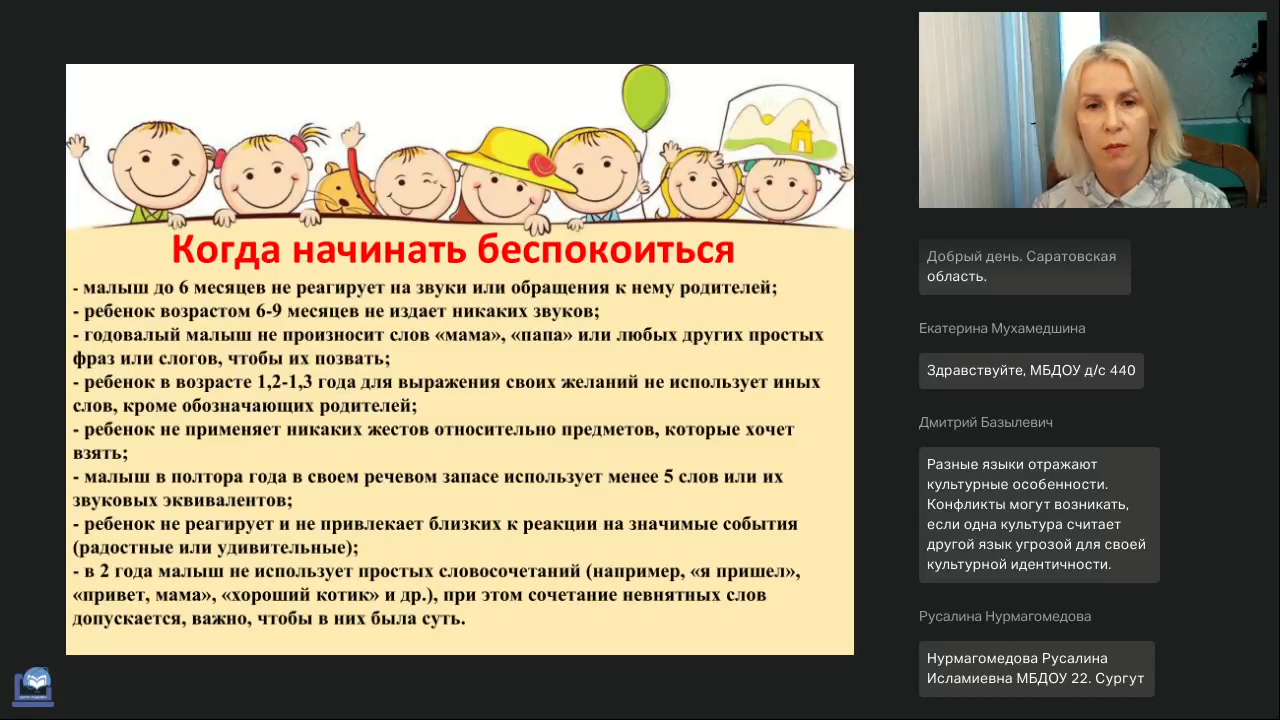 Когда начинать беспокоиться
- малыш до 6 месяцев не реагирует на звуки или обращения к нему родителей;
- ребенок возрастом 6-9 месяцев не издает никаких звуков;
- годовалый малыш не произносит слов «мама», «папа» или любых других простых
фраз или слогов, чтобы их позвать;
- ребенок в возрасте 1,2-1,3 года для выражения своих желаний не использует иных
слов, кроме обозначающих родителей;
- ребенок не применяет никаких жестов относительно предметов, которые хочет
взять;
- малыш в полтора года в своем речевом запасе использует менее 5 слов или их
звуковых эквивалентов;
- ребенок не реагирует и не привлекает близких к реакции на значимые события
(радостные или удивительные);
- в 2 года малыш не использует простых словосочетаний (например, «я пришел»,
«привет, мама», «хороший котик» и др.), при этом сочетание невнятных слов
допускается, важно, чтобы в них была суть.
Добрый день. Саратовская
область.
Екатерина Мухамедшина
Здравствуйте, МБДОУ д/с 440
Дмитрий Базылевич
Разные языки отражают
культурные особенности.
Конфликты могут возникать,
если одна культура считает
другой язык угрозой для своей
культурной идентичности.
Русалина Нурмагомедова
Нурмагомедова Русалина
Исламиевна МБДОУ 22. Сургут